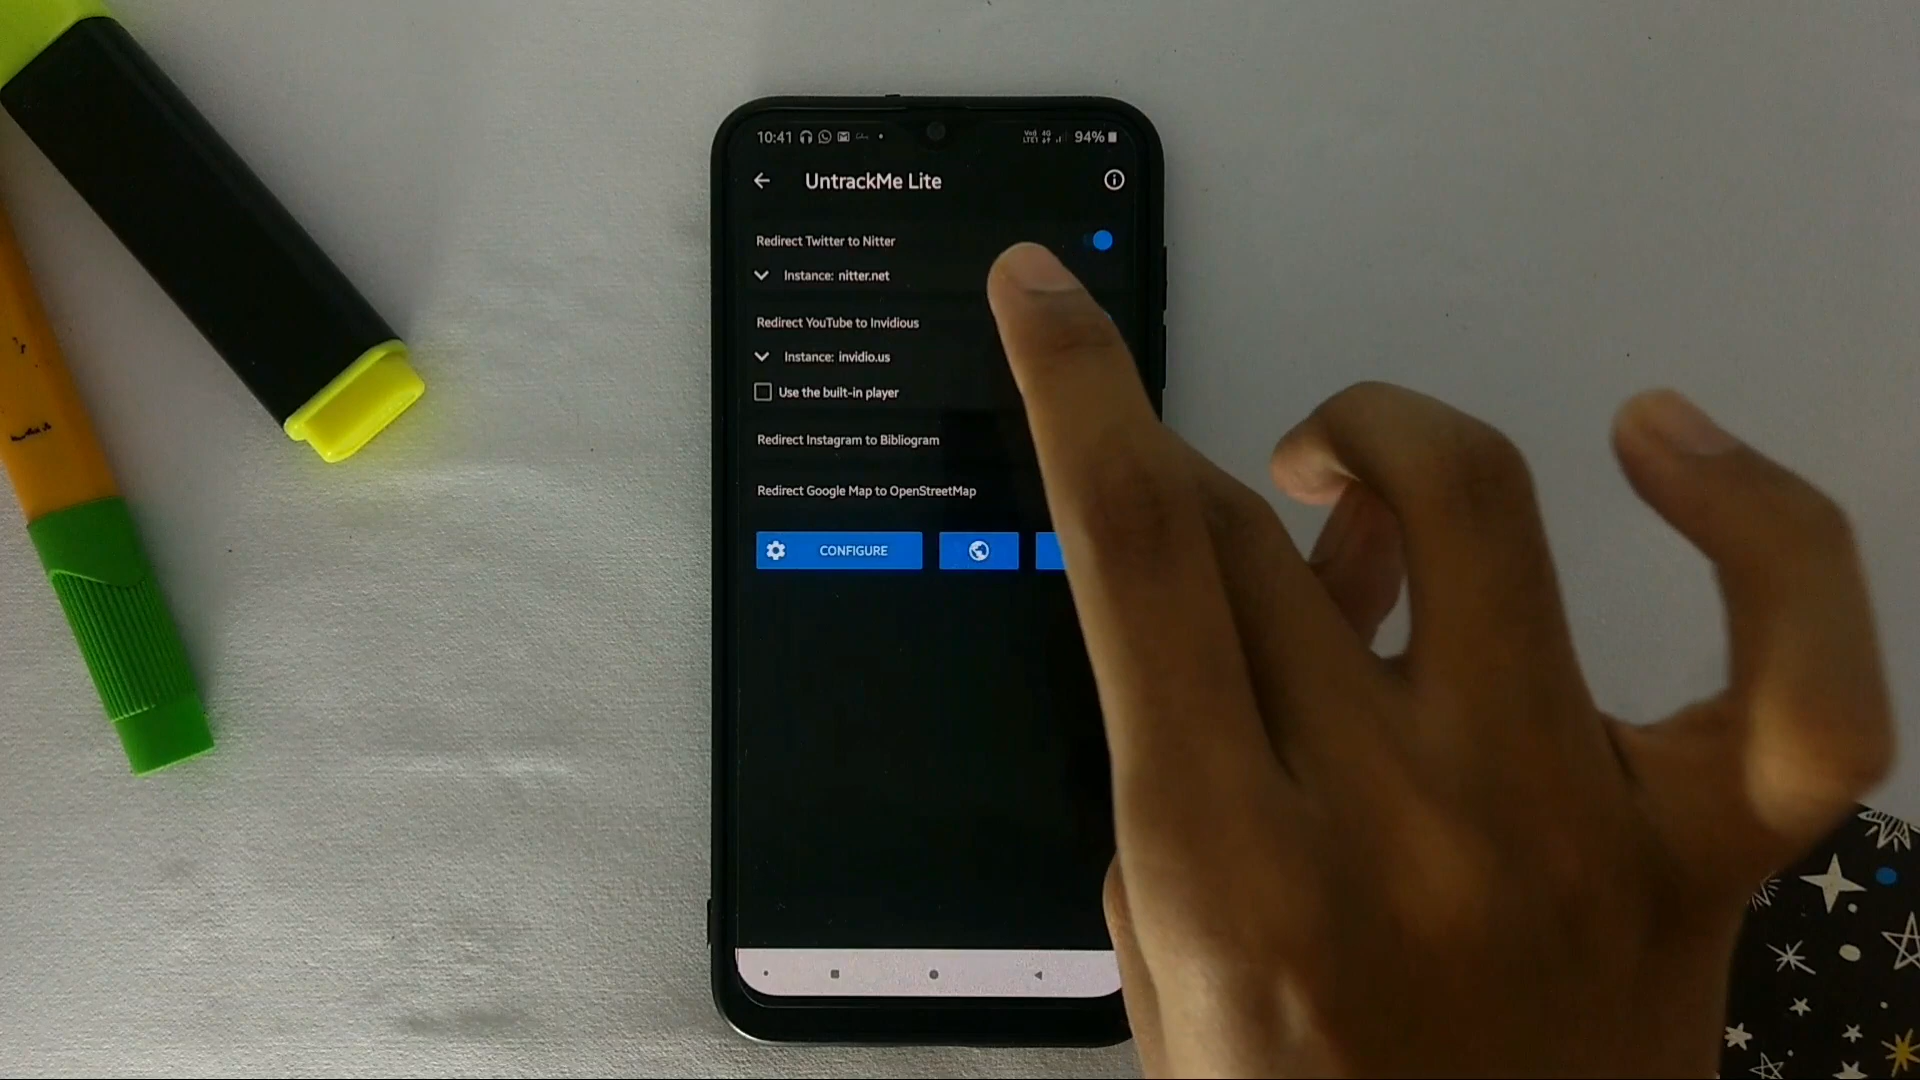 10:41 94%
UntrackMe Lite
Redirect Twitter to Nitter
Instance: nitter.net
Redirect YouTube to Invidious
Instance: invidio.us
Use the built-in player
Redirect Instagram to Bibliogram
Redirect Google Map to OpenStreetMap
CONFIGURE